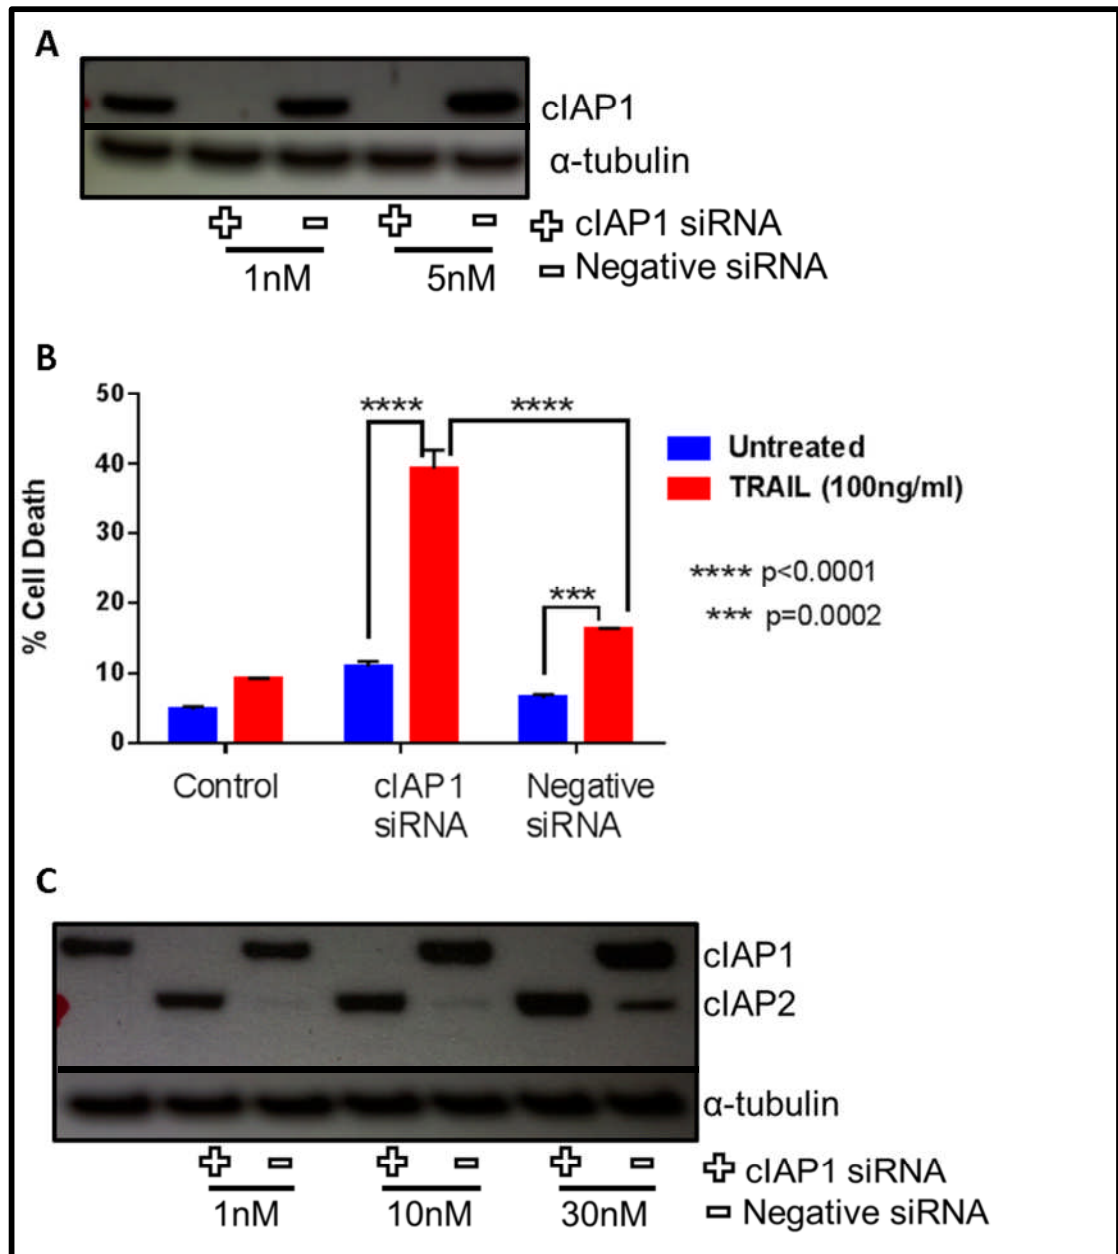 A
cIAP1
α-tubulin
cIAP1 siRNA
1nM 5nM Negative siRNA
B
50
40
30
20
10
0
% Cell Death
**** ****
***
Untreated
TRAIL (100ng/ml)
**** p<0.0001
*** p=0.0002
Control cIAP1 Negative
siRNA siRNA
C
cIAP1
cIAP2
α-tubulin
cIAP1 siRNA
1nM 10nM 30nM Negative siRNA